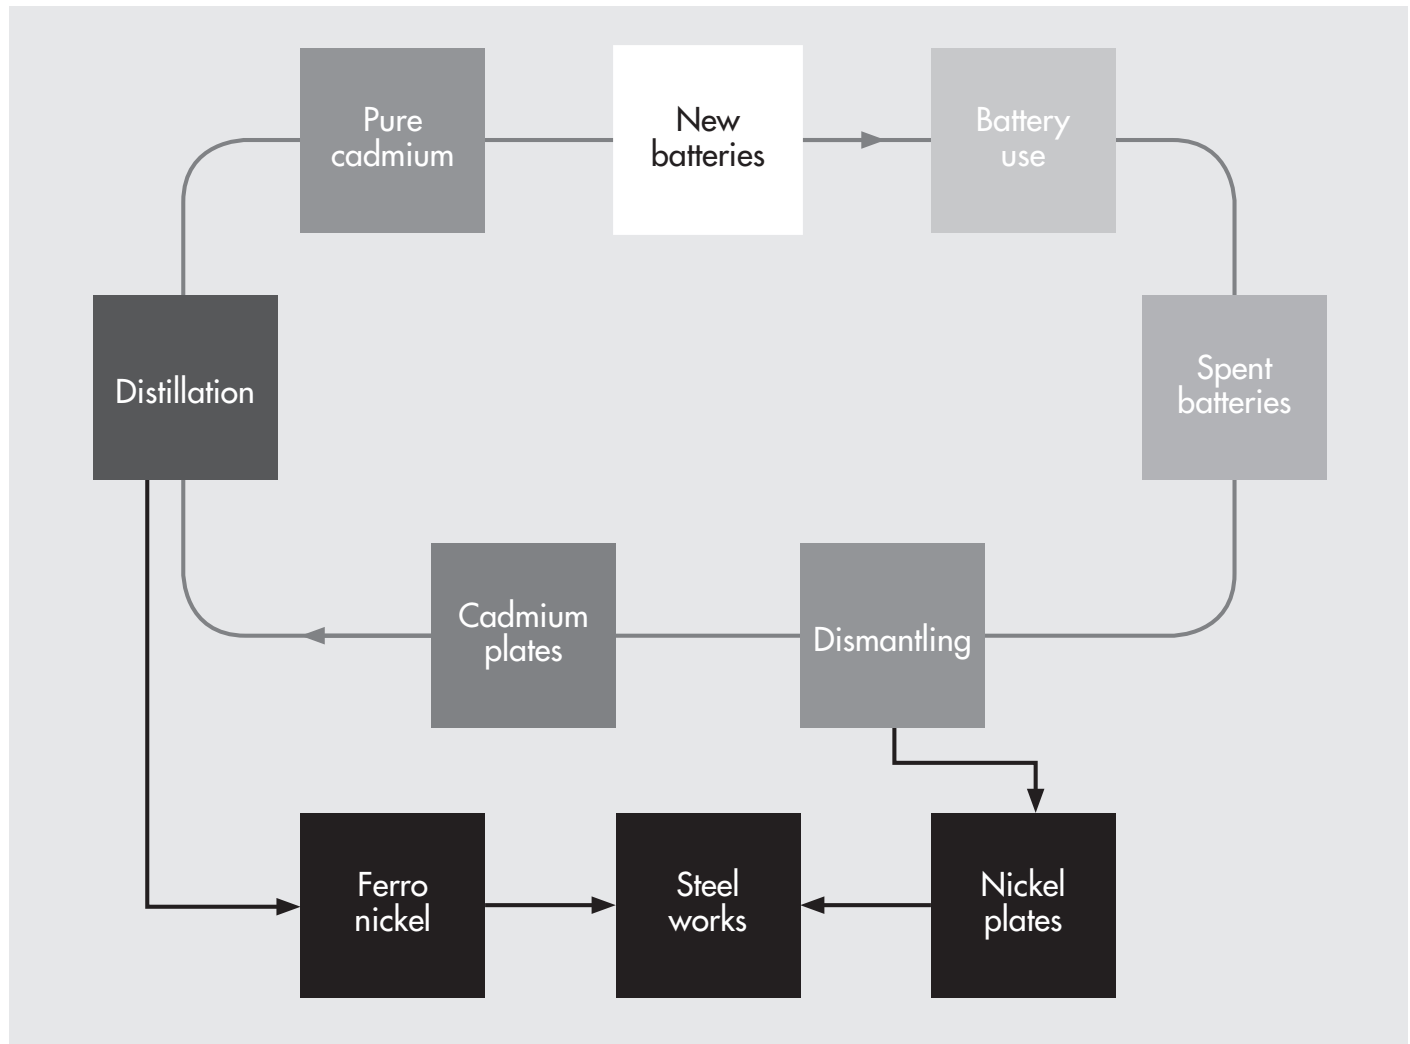 Pure
cadmium
New
batteries
Battery
use
Distillation
Spent
batteries
Cadmium
plates
Dismantling
Ferro
nickel
Steel
works
Nickel
plates